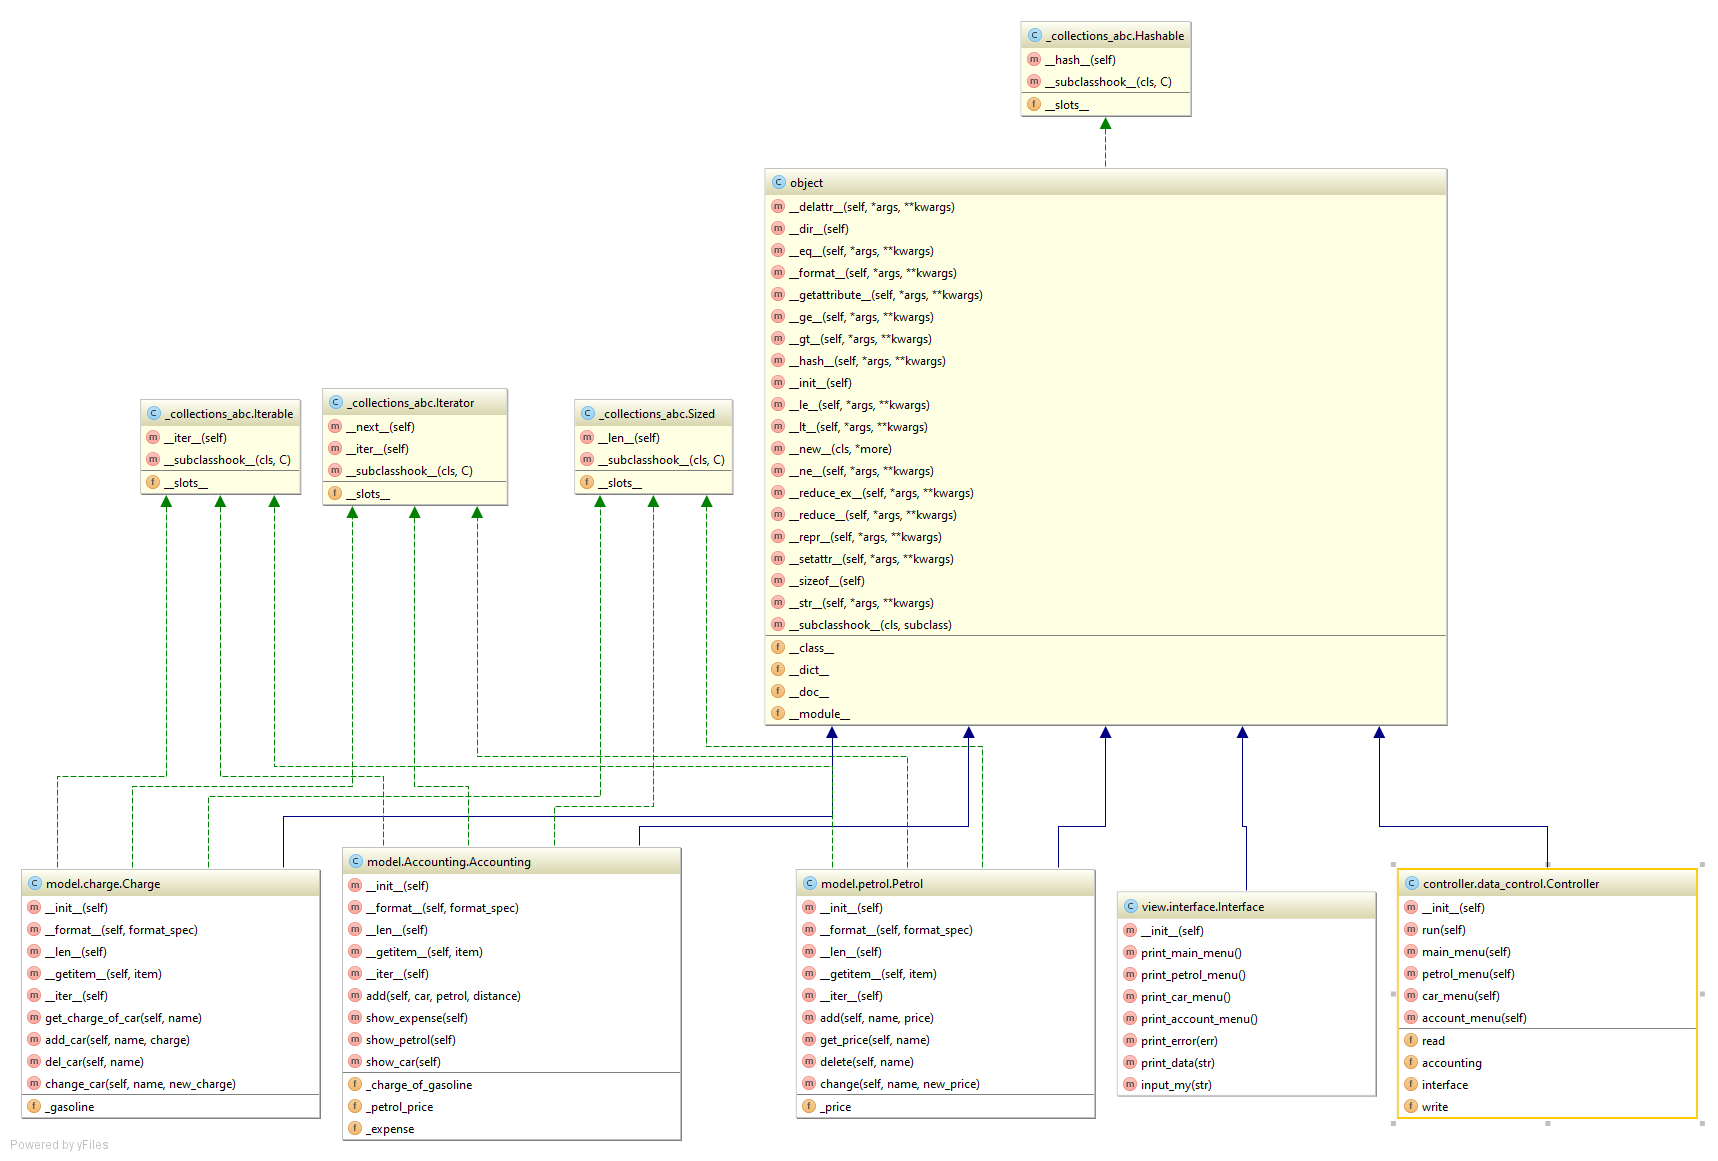 _collections_abc.Hashable
__hash__(self)
__subclasshook__(cls, C)
__slots__
object
__delattr__(self, *args, **kwargs)
__dir__(self)
__eq__(self, *args, **kwargs)
__format__(self, *args, **kwargs)
__getattribute__(self, *args, **kwargs)
__ge__(self, *args, **kwargs)
__gt__(self, *args, **kwargs)
__hash__(self, *args, **kwargs)
__init__(self)
__le__(self, *args, **kwargs)
__lt__(self, *args, **kwargs)
__new__(cls, *more)
__ne__(self, *args, **kwargs)
__reduce_ex__(self, *args, **kwargs)
__reduce__(self, *args, **kwargs)
__repr__(self, *args, **kwargs)
__setattr__(self, *args, **kwargs)
__sizeof__(self)
__str__(self, *args, **kwargs)
__subclasshook__(cls, subclass)
__class__
__dict__
__doc__
__module__
_collections_abc.Iterable
__iter__(self)
__subclasshook__(cls, C)
__slots__
_collections_abc.Iterator
__next__(self)
__iter__(self)
__subclasshook__(cls, C)
__slots__
_collections_abc.Sized
__len__(self)
__subclasshook__(cls, C)
__slots__
model.charge.Charge
__init__(self)
__format__(self, format_spec)
__len__(self)
__getitem__(self, item)
__iter__(self)
get_charge_of_car(self, name)
add_car(self, name, charge)
del_car(self, name)
change_car(self, name, new_charge)
_gasoline
model.Accounting.Accounting
__init__(self)
__format__(self, format_spec)
__len__(self)
__getitem__(self, item)
__iter__(self)
add(self, car, petrol, distance)
show_expense(self)
show_petrol(self)
show_car(self)
_charge_of_gasoline
_petrol_price
_expense
model.petrol.Petrol
__init__(self)
__format__(self, format_spec)
__len__(self)
__getitem__(self, item)
__iter__(self)
add(self, name, price)
get_price(self, name)
delete(self, name)
change(self, name, new_price)
_price
view.interface.Interface
__init__(self)
print_main_menu()
print_petrol_menu()
print_car_menu()
print_account_menu()
print_error(err)
print_data(str)
input_my(str)
controller.data_control.Controller
__init__(self)
run(self)
main_menu(self)
petrol_menu(self)
car_menu(self)
account_menu(self)
read
accounting
interface
write
Powered by yFiles